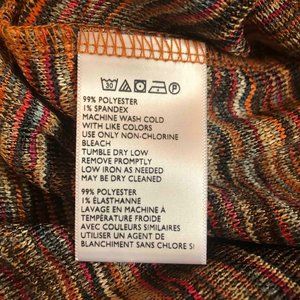 30 P
99% POLYESTER
1% SPANDEX
MACHINE WASH COLD
WITH LIKE COLORS
USE ONLY NON-CHLORINE
BLEACH
TUMBLE DRY LOW
REMOVE PROMPTLY
LOW IRON AS NEEDED
MAY BE DRY CLEANED
99% POLYESTER
1% ÉLASTHANNE
LAVAGE EN MACHINE À
TEMPÉRATURE FROIDE
AVEC COULEURS SIMILAIRES
UTILISER UN AGENT DE
BLANCHIMENT SANS CHLORE SI